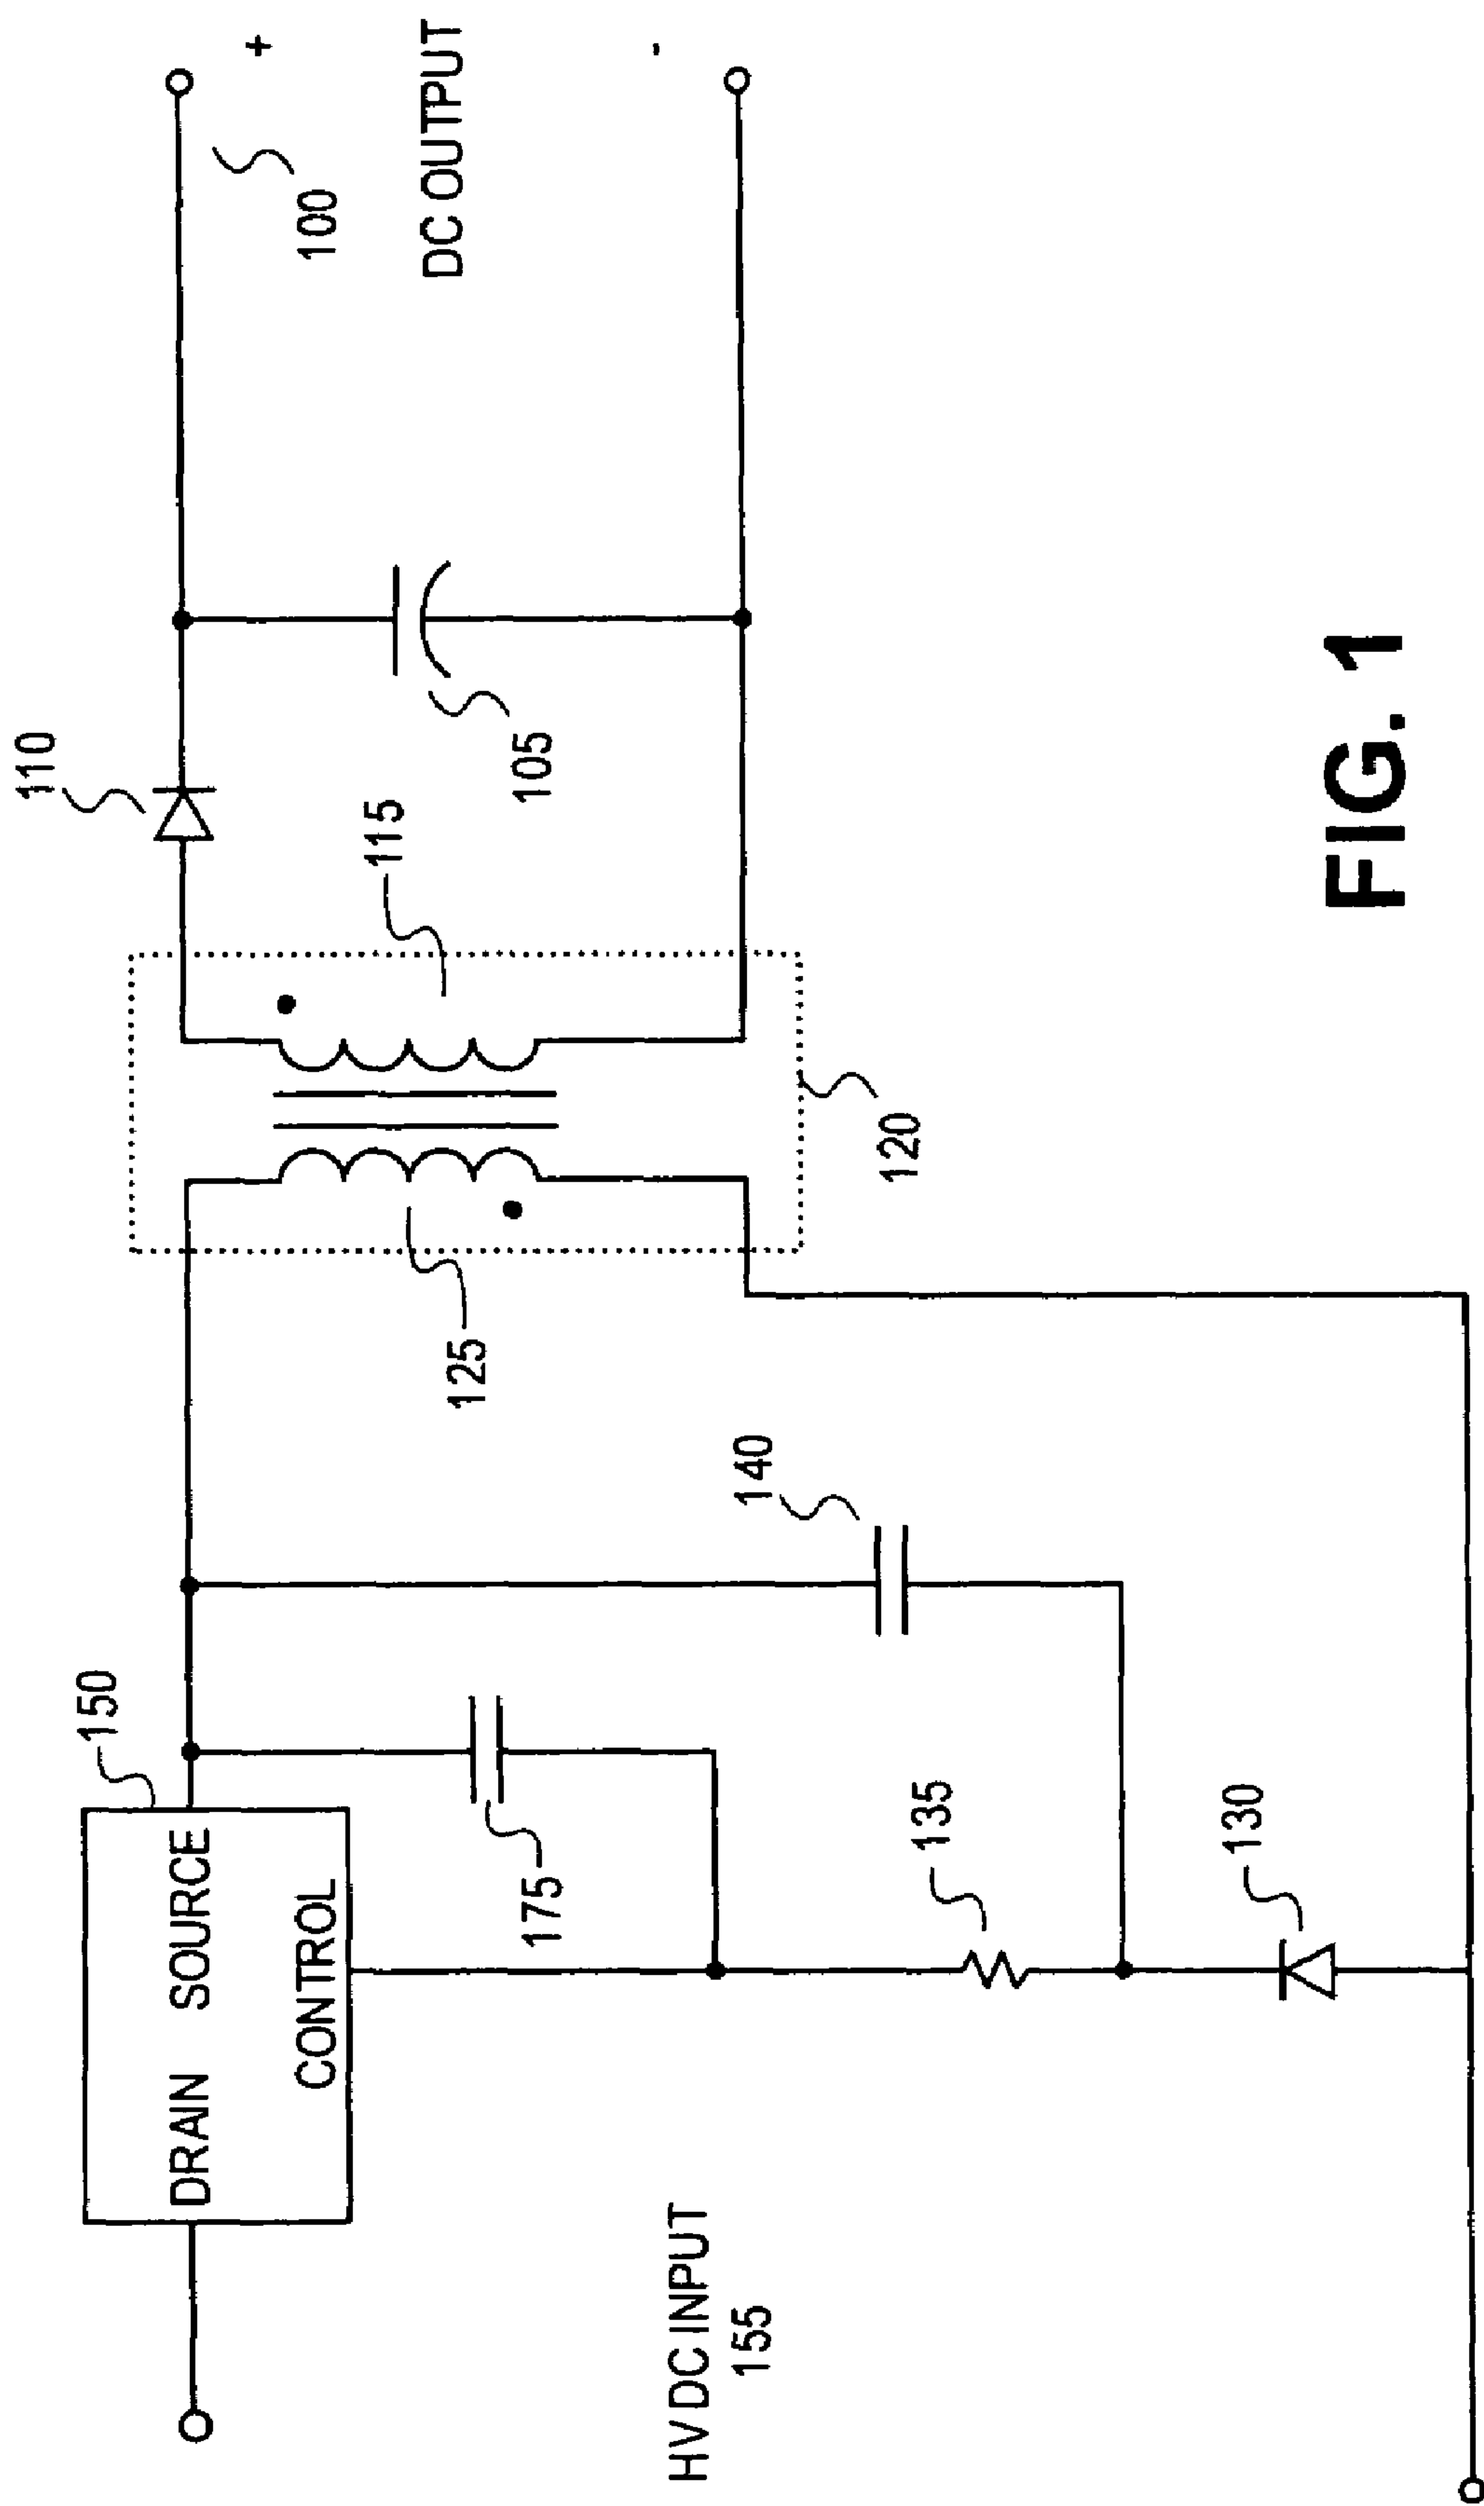 110
+
100
DC OUTPUT
-
115
105
150
DRAIN SOURCE
CONTROL
125
120
175
140
HV DC INPUT
155
135
130
FIG. 1